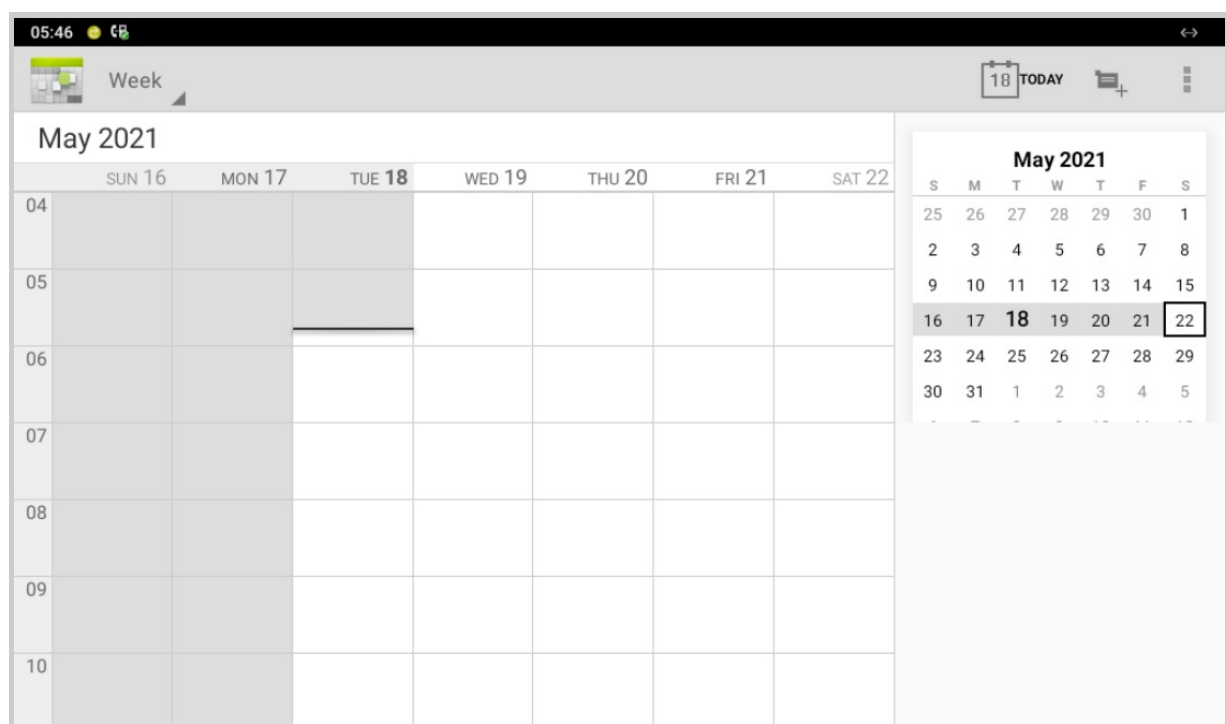 05:46
Week
18 TODAY
May 2021
SUN 16 MON 17 TUE 18 WED 19 THU 20 FRI 21 SAT 22
04
05
06
07
08
09
10
May 2021
S M T W T F S
25 26 27 28 29 30 1
2 3 4 5 6 7 8
9 10 11 12 13 14 15
16 17 18 19 20 21 22
23 24 25 26 27 28 29
30 31 1 2 3 4 5